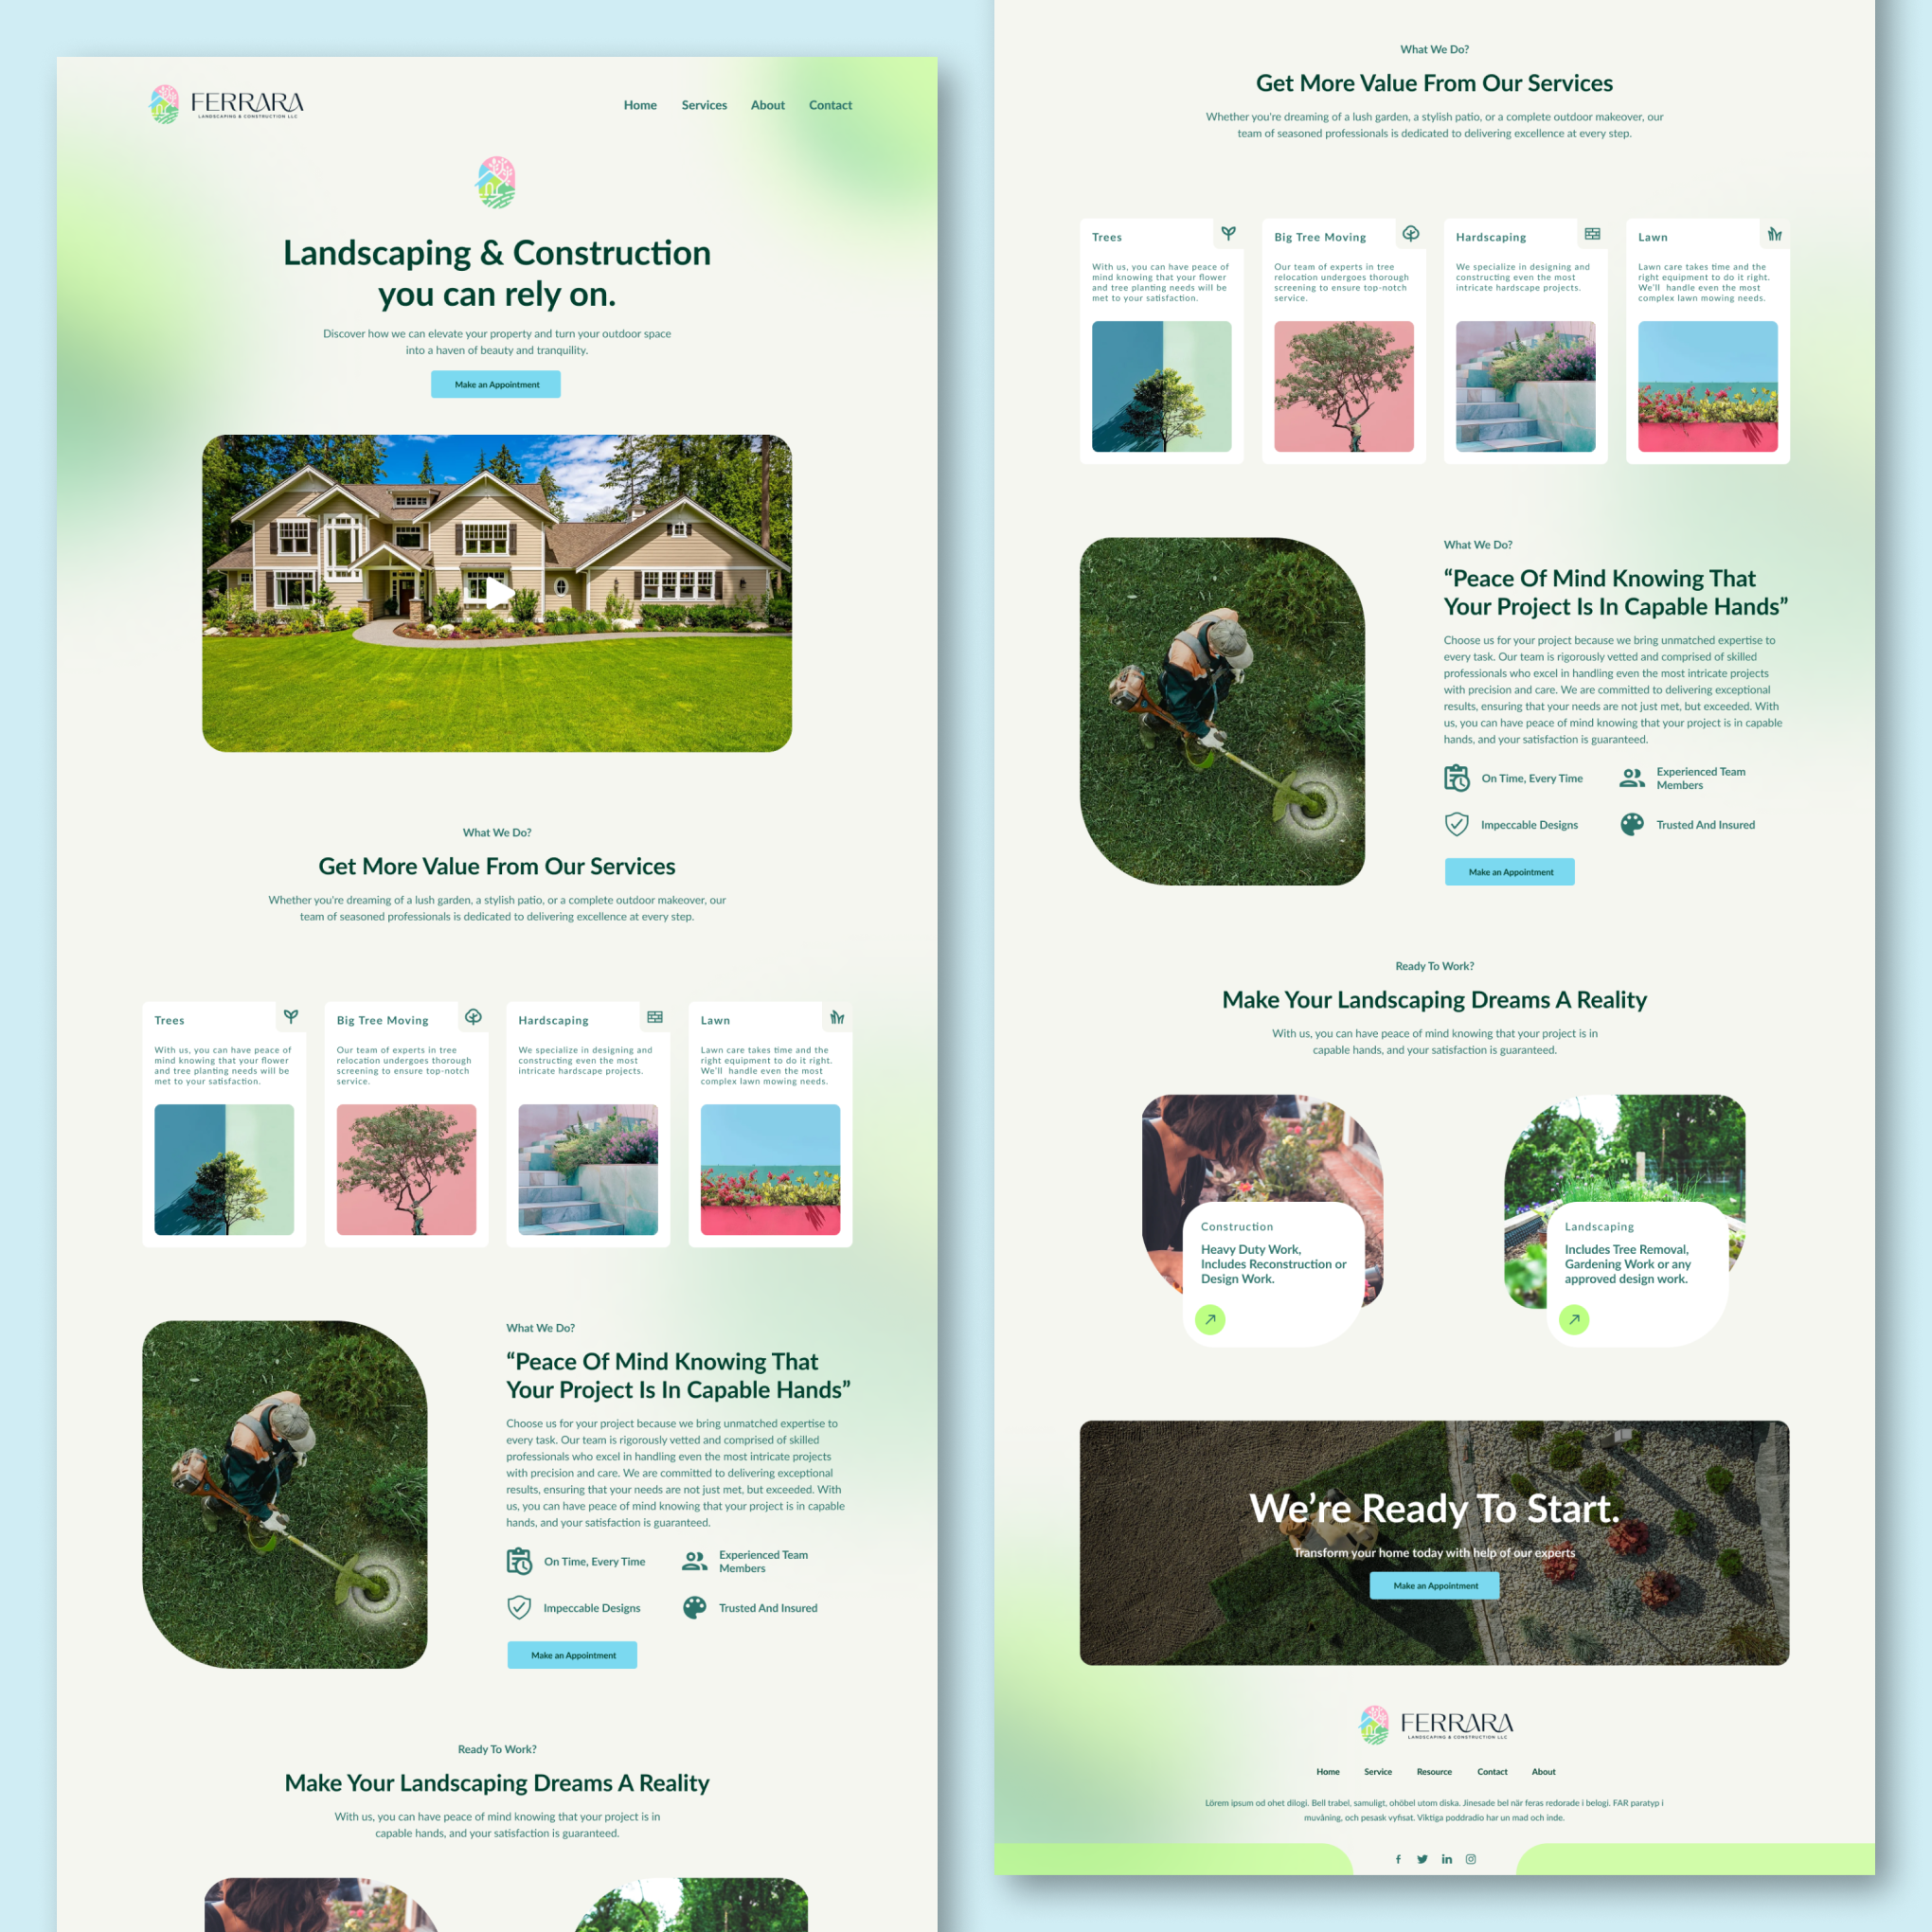 FERRARA
LANDSCAPING & CONSTRUCTION LLC
Home Services About Contact
Landscaping & Construction
you can rely on.
Discover how we can elevate your property and turn your outdoor space
into a haven of beauty and tranquility.
Make an Appointment
What We Do?
Get More Value From Our Services
Whether you're dreaming of a lush garden, a stylish patio, or a complete outdoor makeover, our
team of seasoned professionals is dedicated to delivering excellence at every step.
Trees
With us, you can have peace of
mind knowing that your flower
and tree planting needs will be
met to your satisfaction.
Big Tree Moving
Our team of experts in tree
relocation undergoes thorough
screening to ensure top-notch
service.
Hardscaping
We specialize in designing and
constructing even the most
intricate hardscape projects.
Lawn
Lawn care takes time and the
right equipment to do it right.
We'll handle even the most
complex lawn mowing needs.
What We Do?
“Peace Of Mind Knowing That
Your Project Is In Capable Hands”
Choose us for your project because we bring unmatched expertise to
every task. Our team is rigorously vetted and comprised of skilled
professionals who excel in handling even the most intricate projects
with precision and care. We are committed to delivering exceptional
results, ensuring that your needs are not just met, but exceeded. With
us, you can have peace of mind knowing that your project is in capable
hands, and your satisfaction is guaranteed.
On Time, Every Time
Experienced Team
Members
Impeccable Designs
Trusted And Insured
Make an Appointment
Ready To Work?
Make Your Landscaping Dreams A Reality
With us, you can have peace of mind knowing that your project is in
capable hands, and your satisfaction is guaranteed.
What We Do?
Get More Value From Our Services
Whether you're dreaming of a lush garden, a stylish patio, or a complete outdoor makeover, our
team of seasoned professionals is dedicated to delivering excellence at every step.
Trees
With us, you can have peace of
mind knowing that your flower
and tree planting needs will be
met to your satisfaction.
Big Tree Moving
Our team of experts in tree
relocation undergoes thorough
screening to ensure top-notch
service.
Hardscaping
We specialize in designing and
constructing even the most
intricate hardscape projects.
Lawn
Lawn care takes time and the
right equipment to do it right.
We'll handle even the most
complex lawn mowing needs.
What We Do?
“Peace Of Mind Knowing That
Your Project Is In Capable Hands”
Choose us for your project because we bring unmatched expertise to
every task. Our team is rigorously vetted and comprised of skilled
professionals who excel in handling even the most intricate projects
with precision and care. We are committed to delivering exceptional
results, ensuring that your needs are not just met, but exceeded. With
us, you can have peace of mind knowing that your project is in capable
hands, and your satisfaction is guaranteed.
On Time, Every Time
Experienced Team
Members
Impeccable Designs
Trusted And Insured
Make an Appointment
Ready To Work?
Make Your Landscaping Dreams A Reality
With us, you can have peace of mind knowing that your project is in
capable hands, and your satisfaction is guaranteed.
Construction
Heavy Duty Work,
Includes Reconstruction or
Design Work.
Landscaping
Includes Tree Removal,
Gardening Work or any
approved design work.
We’re Ready To Start.
Transform your home today with help of our experts
Make an Appointment
FERRARA
LANDSCAPING & CONSTRUCTION LLC
Home Service Resource Contact About
Lörem ipsum od ohet dilogi. Bell trabel, samuligt, ohöbel utom diska. Jinesade bel när feras redorade i belogi. FAR paratyp i
muvåning, och pesask vyfisat. Viktiga poddradio har un mad och inde.